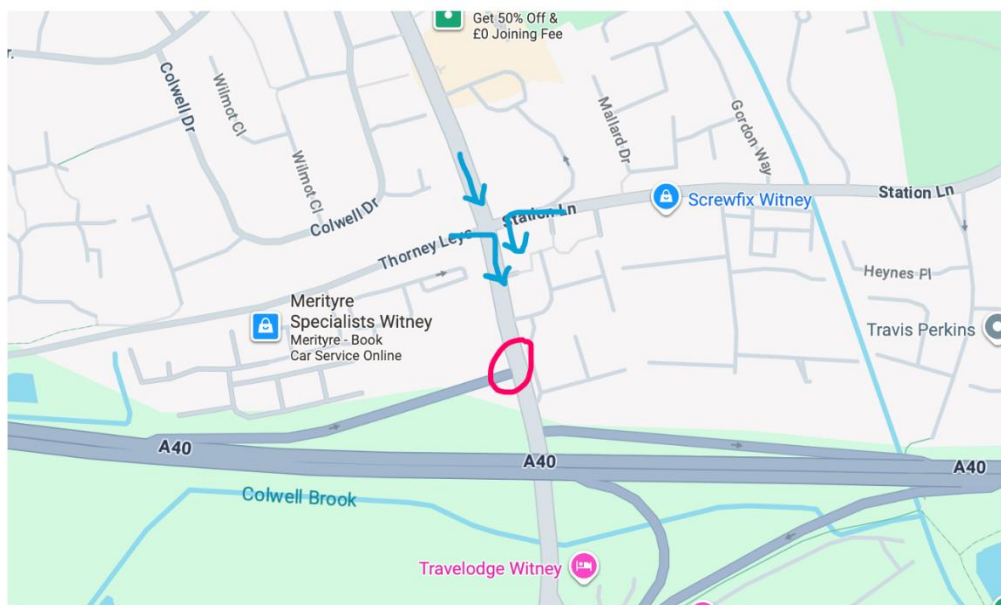 Get 50% Off &
£0 Joining Fee
r.
Colwell Dr
Wilmot Cl
Wilmot Cl
Mallard Dr
Gordon Way
Station Ln
Screwfix Witney
Colwell Dr
Station Ln
Thorney Leys
Heynes Pl
Merityre
Specialists Witney
Merityre - Book
Car Service Online
Travis Perkins
A40
A40
A40
Colwell Brook
Travelodge Witney